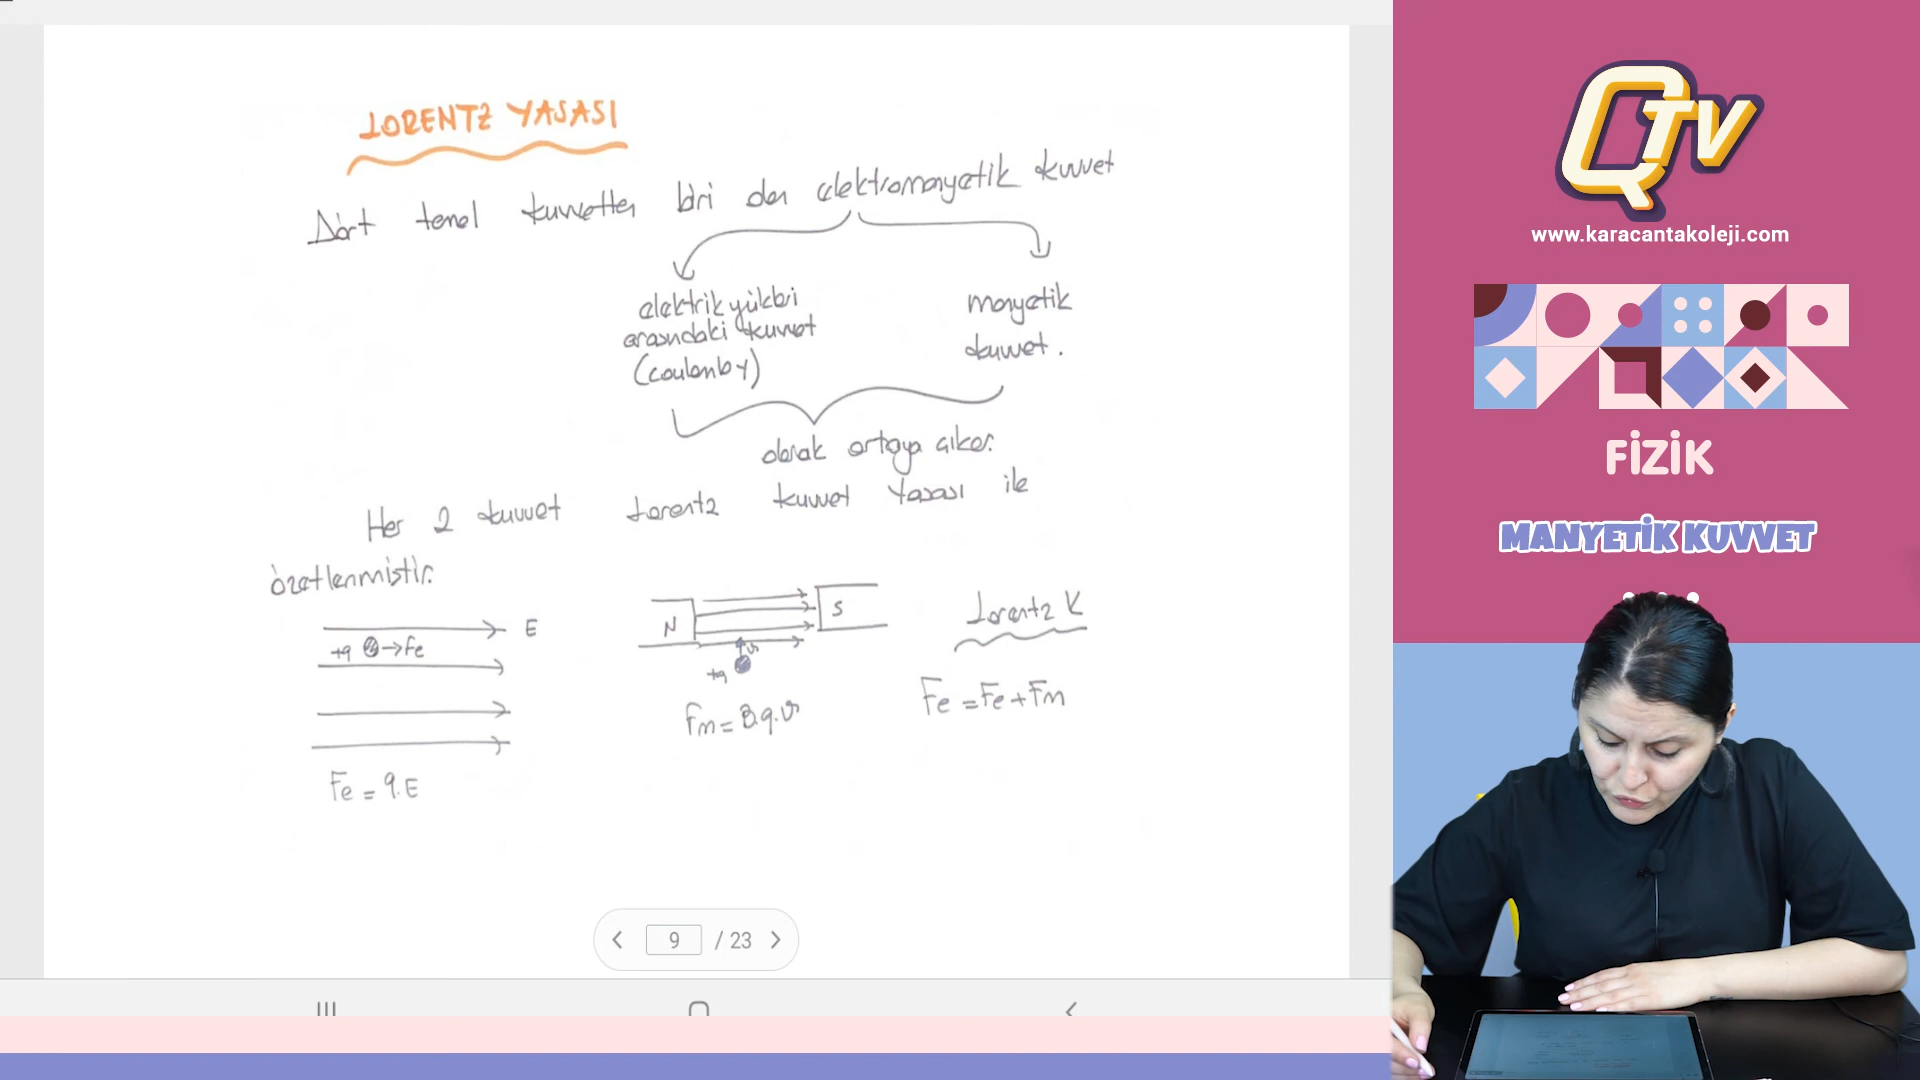 LORENTZ YASASI
Dört temel kuvvetten biri olan elektromanyetik kuvvet
elektrik yükleri
arasındaki kuvvet
(coulomb y)
manyetik
kuvvet.
olarak ortaya çıkar.
Her 2 kuvvet Lorentz kuvvet Yasası ile
özetlenmiştir.
E
+q → Fe
Fe = q.E
N S
+q v
Fm = B.q.v
Lorentz K
Fe = Fe + Fm
9 / 23
QTV
www.karacantakoleji.com
FİZİK
MANYETİK KUVVET